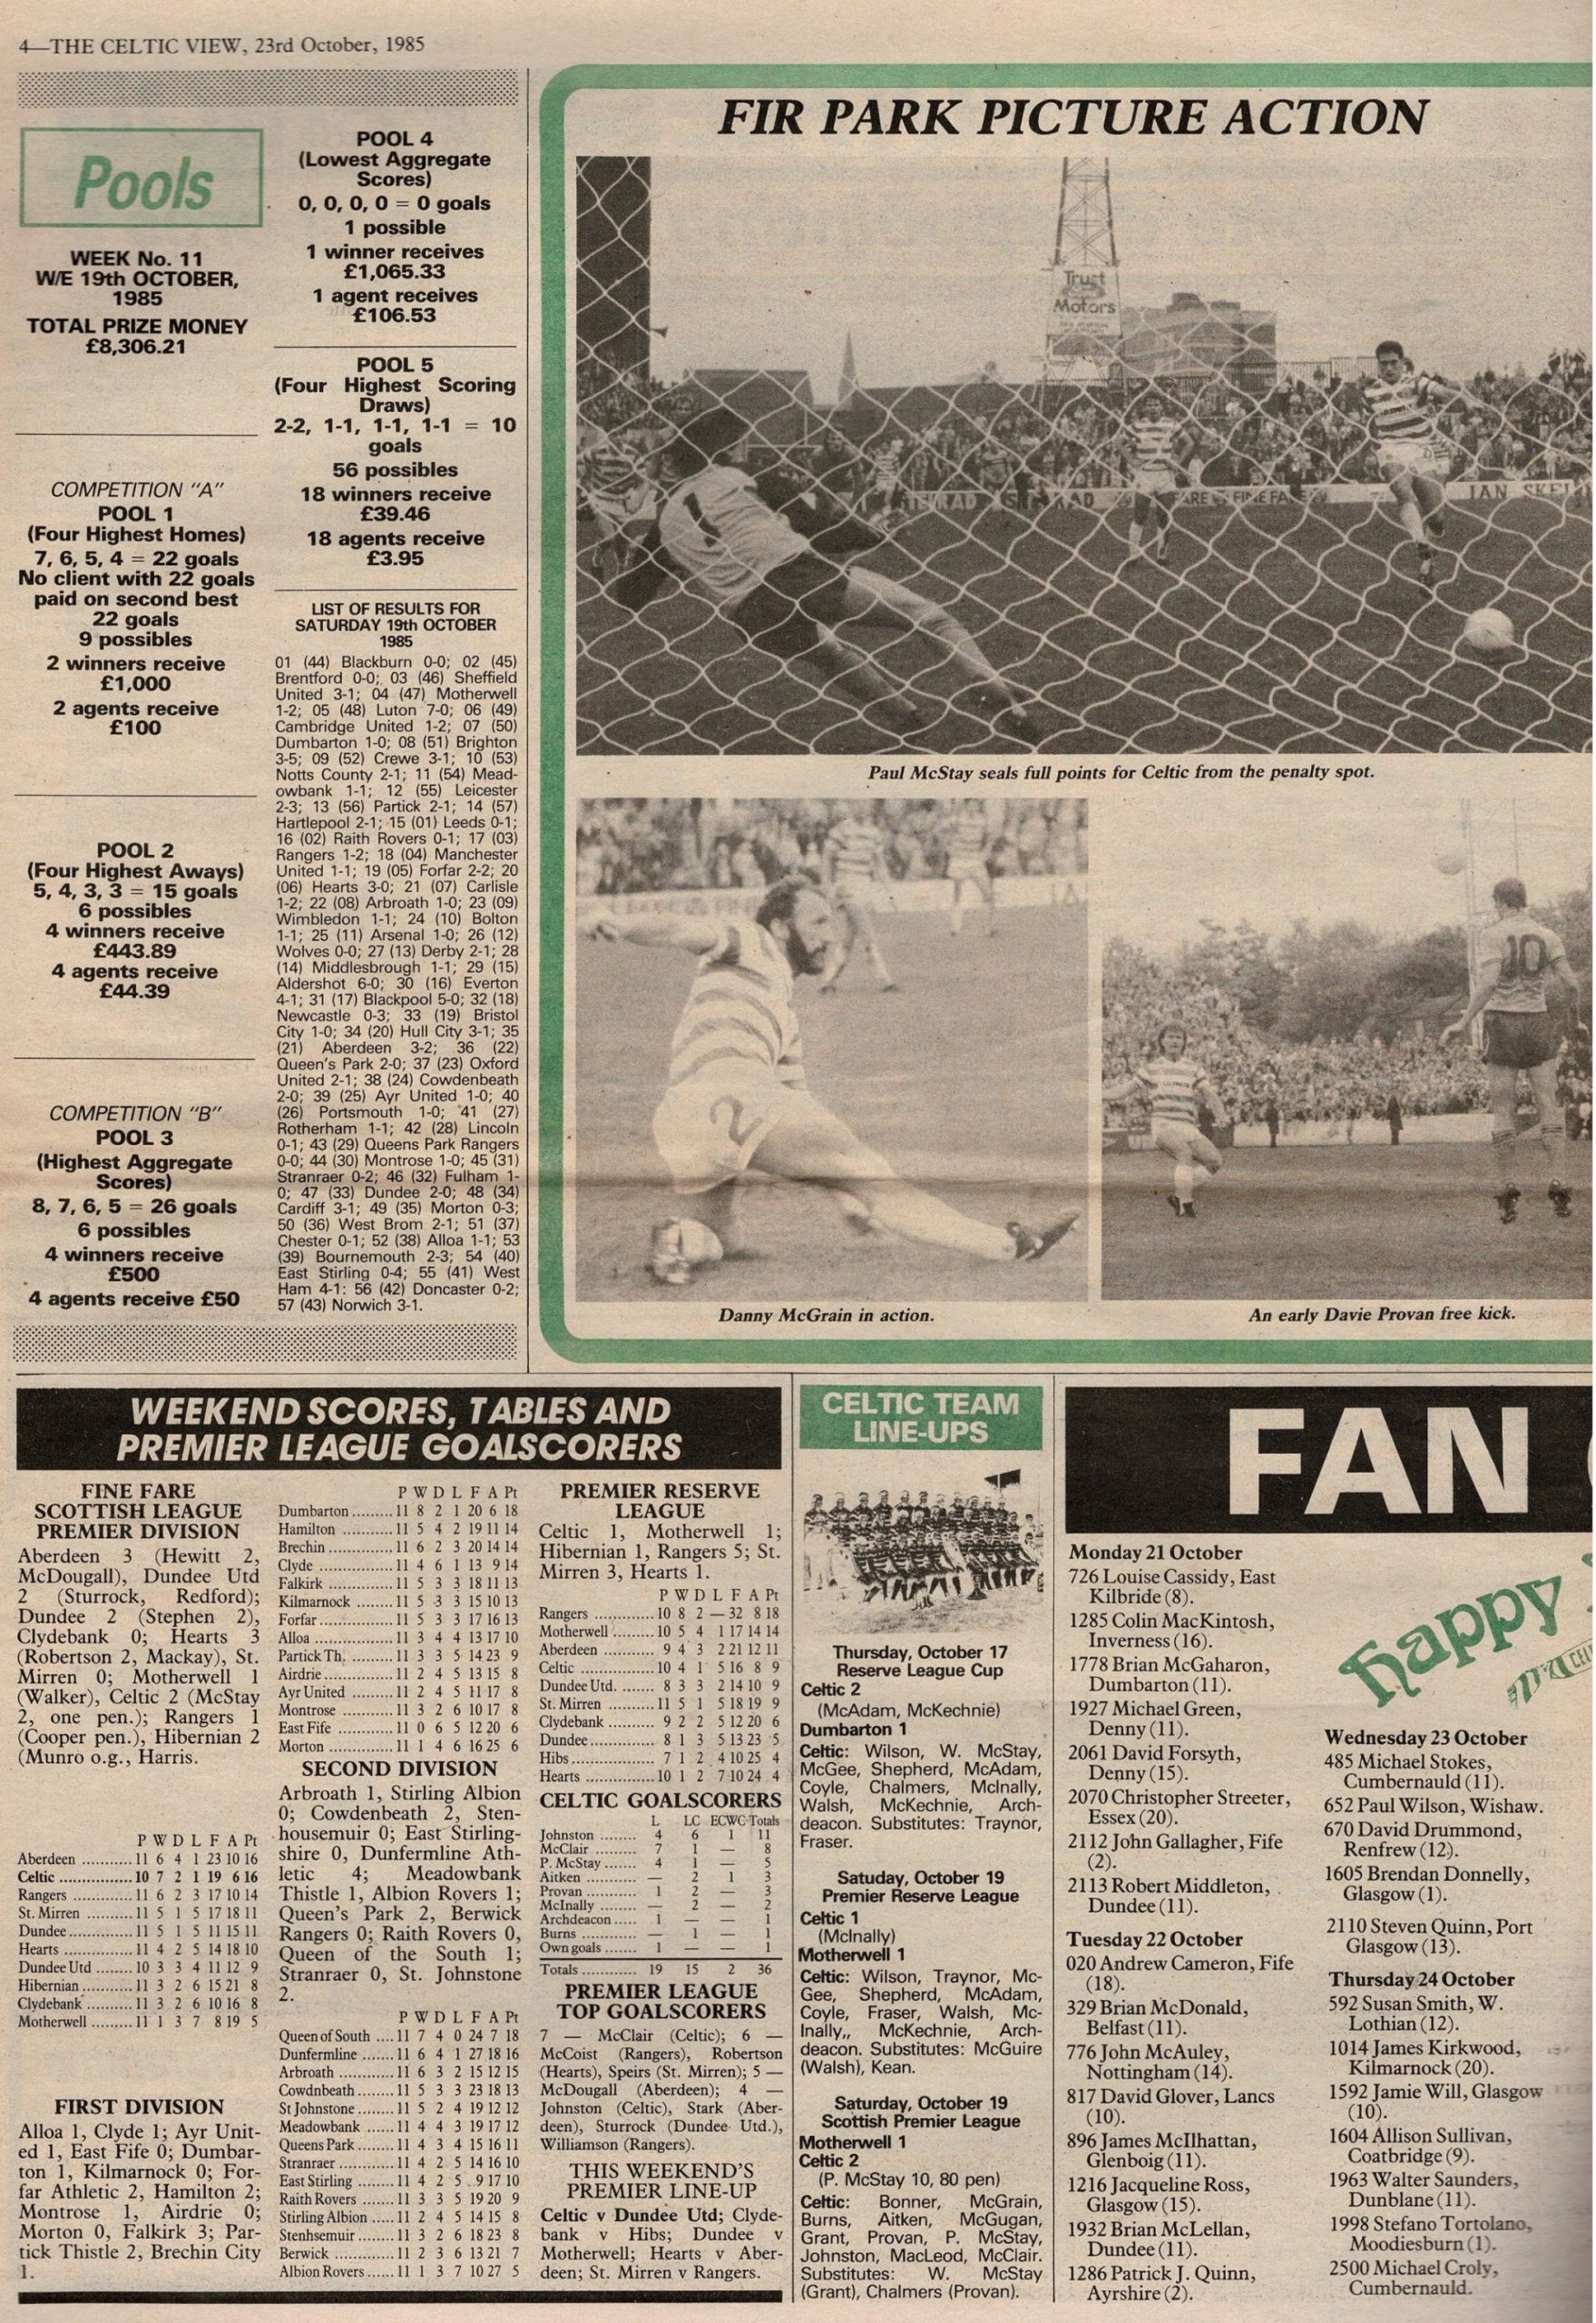 4—THE CELTIC VIEW, 23rd October, 1985
Pools
WEEK No. 11
W/E 19th OCTOBER,
1985
TOTAL PRIZE MONEY
£8,306.21
COMPETITION "A"
POOL 1
(Four Highest Homes)
7, 6, 5, 4 = 22 goals
No client with 22 goals
paid on second best
22 goals
9 possibles
2 winners receive
£1,000
2 agents receive
£100
POOL 2
(Four Highest Aways)
5, 4, 3, 3 = 15 goals
6 possibles
4 winners receive
£443.89
4 agents receive
£44.39
COMPETITION "B"
POOL 3
(Highest Aggregate
Scores)
8, 7, 6, 5 = 26 goals
6 possibles
4 winners receive
£500
4 agents receive £50
POOL 4
(Lowest Aggregate
Scores)
0, 0, 0, 0 = 0 goals
1 possible
1 winner receives
£1,065.33
1 agent receives
£106.53
POOL 5
(Four Highest Scoring
Draws)
2-2, 1-1, 1-1, 1-1 = 10
goals
56 possibles
18 winners receive
£39.46
18 agents receive
£3.95
LIST OF RESULTS FOR
SATURDAY 19th OCTOBER
1985
01 (44) Blackburn 0-0; 02 (45)
Brentford 0-0; 03 (46) Sheffield
United 3-1; 04 (47) Motherwell
1-2; 05 (48) Luton 7-0; 06 (49)
Cambridge United 1-2; 07 (50)
Dumbarton 1-0; 08 (51) Brighton
3-5; 09 (52) Crewe 3-1; 10 (53)
Notts County 2-1; 11 (54) Mead-
owbank 1-1; 12 (55) Leicester
2-3; 13 (56) Partick 2-1; 14 (57)
Hartlepool 2-1; 15 (01) Leeds 0-1;
16 (02) Raith Rovers 0-1; 17 (03)
Rangers 1-2; 18 (04) Manchester
United 1-1; 19 (05) Forfar 2-2; 20
(06) Hearts 3-0; 21 (07) Carlisle
1-2; 22 (08) Arbroath 1-0; 23 (09)
Wimbledon 1-1; 24 (10) Bolton
1-1; 25 (11) Arsenal 1-0; 26 (12)
Wolves 0-0; 27 (13) Derby 2-1; 28
(14) Middlesbrough 1-1; 29 (15)
Aldershot 6-0; 30 (16) Everton
4-1; 31 (17) Blackpool 5-0; 32 (18)
Newcastle 0-3; 33 (19) Bristol
City 1-0; 34 (20) Hull City 3-1; 35
(21) Aberdeen 3-2; 36 (22)
Queen's Park 2-0; 37 (23) Oxford
United 2-1; 38 (24) Cowdenbeath
2-0; 39 (25) Ayr United 1-0; 40
(26) Portsmouth 1-0; 41 (27)
Rotherham 1-1; 42 (28) Lincoln
0-1; 43 (29) Queens Park Rangers
0-0; 44 (30) Montrose 1-0; 45 (31)
Stranraer 0-2; 46 (32) Fulham 1-
0; 47 (33) Dundee 2-0; 48 (34)
Cardiff 3-1; 49 (35) Morton 0-3;
50 (36) West Brom 2-1; 51 (37)
Chester 0-1; 52 (38) Alloa 1-1; 53
(39) Bournemouth 2-3; 54 (40)
East Stirling 0-4; 55 (41) West
Ham 4-1: 56 (42) Doncaster 0-2;
57 (43) Norwich 3-1.
FIR PARK PICTURE ACTION
Trust
Motors
FINE FA
IAN SKEL
1
Paul McStay seals full points for Celtic from the penalty spot.
2
10
Danny McGrain in action.
An early Davie Provan free kick.
WEEKEND SCORES, TABLES AND
PREMIER LEAGUE GOALSCORERS
FINE FARE
SCOTTISH LEAGUE
PREMIER DIVISION
Aberdeen 3 (Hewitt 2,
McDougall), Dundee Utd
2 (Sturrock, Redford);
Dundee 2 (Stephen 2),
Clydebank 0; Hearts 3
(Robertson 2, Mackay), St.
Mirren 0; Motherwell 1
(Walker), Celtic 2 (McStay
2, one pen.); Rangers 1
(Cooper pen.), Hibernian 2
(Munro o.g., Harris.
P W D L F A Pt
Aberdeen ..........11 6 4 1 23 10 16
Celtic ...............10 7 2 1 19 6 16
Rangers ............11 6 2 3 17 10 14
St. Mirren .........11 5 1 5 17 18 11
Dundee..............11 5 1 5 11 15 11
Hearts ..............11 4 2 5 14 18 10
Dundee Utd .......10 3 3 4 11 12 9
Hibernian..........11 3 2 6 15 21 8
Clydebank .........11 3 2 6 10 16 8
Motherwell ........11 1 3 7 8 19 5
FIRST DIVISION
Alloa 1, Clyde 1; Ayr Unit-
ed 1, East Fife 0; Dumbar-
ton 1, Kilmarnock 0; For-
far Athletic 2, Hamilton 2;
Montrose 1, Airdrie 0;
Morton 0, Falkirk 3; Par-
tick Thistle 2, Brechin City
1.
P W D L F A Pt
Dumbarton.........11 8 2 1 20 6 18
Hamilton ..........11 5 4 2 19 11 14
Brechin.............11 6 2 3 20 14 14
Clyde ...............11 4 6 1 13 9 14
Falkirk .............11 5 3 3 18 11 13
Kilmarnock ........11 5 3 3 15 10 13
Forfar...............11 5 3 3 17 16 13
Alloa ................11 3 4 4 13 17 10
Partick Th. .........11 3 3 5 14 23 9
Airdrie..............11 2 4 5 13 15 8
Ayr United .........11 2 4 5 11 17 8
Montrose ...........11 3 2 6 10 17 8
East Fife ...........11 0 6 5 12 20 6
Morton .............11 1 4 6 16 25 6
SECOND DIVISION
Arbroath 1, Stirling Albion
0; Cowdenbeath 2, Sten-
housemuir 0; East Stirling-
shire 0, Dunfermline Ath-
letic 4; Meadowbank
Thistle 1, Albion Rovers 1;
Queen's Park 2, Berwick
Rangers 0; Raith Rovers 0,
Queen of the South 1;
Stranraer 0, St. Johnstone
2.
P W D L F A Pt
Queen of South ....11 7 4 0 24 7 18
Dunfermline .......11 6 4 1 27 18 16
Arbroath ...........11 6 3 2 15 12 15
Cowdnbeath........11 5 3 3 23 18 13
St Johnstone ........11 5 2 4 19 12 12
Meadowbank .......11 4 4 3 19 17 12
Queens Park........11 4 3 4 15 16 11
Stranraer............11 4 2 5 14 16 10
East Stirling ........11 4 2 5 9 17 10
Raith Rovers .......11 3 3 5 19 20 9
Stirling Albion......11 2 4 5 14 15 8
Stenhsemuir ........11 3 2 6 18 23 8
Berwick .............11 2 3 6 13 21 7
Albion Rovers ......11 1 3 7 10 27 5
PREMIER RESERVE
LEAGUE
Celtic 1, Motherwell 1;
Hibernian 1, Rangers 5; St.
Mirren 3, Hearts 1.
P W D L F A Pt
Rangers ............10 8 2 — 32 8 18
Motherwell.........10 5 4 1 17 14 14
Aberdeen ........... 9 4 3 2 21 12 11
Celtic ...............10 4 1 5 16 8 9
Dundee Utd. ....... 8 3 3 2 14 10 9
St. Mirren ..........11 5 1 5 18 19 9
Clydebank .......... 9 2 2 5 12 20 6
Dundee.............. 8 1 3 5 13 23 5
Hibs.................. 7 1 2 4 10 25 4
Hearts ..............10 1 2 7 10 24 4
CELTIC GOALSCORERS
L LC ECWC Totals
Johnston ........ 4 6 1 11
McClair ......... 7 1 — 8
P. McStay ....... 4 1 — 5
Aitken ........... — 2 1 3
Provan ........... 1 2 — 3
McInally ........ — 2 — 2
Archdeacon ..... 1 — — 1
Burns ............ — 1 — 1
Own goals ....... 1 — — 1
Totals ............ 19 15 2 36
PREMIER LEAGUE
TOP GOALSCORERS
7 — McClair (Celtic); 6 —
McCoist (Rangers), Robertson
(Hearts), Speirs (St. Mirren); 5 —
McDougall (Aberdeen); 4 —
Johnston (Celtic), Stark (Aber-
deen), Sturrock (Dundee Utd.),
Williamson (Rangers).
THIS WEEKEND'S
PREMIER LINE-UP
Celtic v Dundee Utd; Clyde-
bank v Hibs; Dundee v
Motherwell; Hearts v Aber-
deen; St. Mirren v Rangers.
CELTIC TEAM
LINE-UPS
Thursday, October 17
Reserve League Cup
Celtic 2
(McAdam, McKechnie)
Dumbarton 1
Celtic: Wilson, W. McStay,
McGee, Shepherd, McAdam,
Coyle, Chalmers, McInally,
Walsh, McKechnie, Arch-
deacon. Substitutes: Traynor,
Fraser.
Satuday, October 19
Premier Reserve League
Celtic 1
(McInally)
Motherwell 1
Celtic: Wilson, Traynor, Mc-
Gee, Shepherd, McAdam,
Coyle, Fraser, Walsh, Mc-
Inally,, McKechnie, Arch-
deacon. Substitutes: McGuire
(Walsh), Kean.
Saturday, October 19
Scottish Premier League
Motherwell 1
Celtic 2
(P. McStay 10, 80 pen)
Celtic: Bonner, McGrain,
Burns, Aitken, McGugan,
Grant, Provan, P. McStay,
Johnston, MacLeod, McClair.
Substitutes: W. McStay
(Grant), Chalmers (Provan).
FAN
Monday 21 October
726 Louise Cassidy, East
Kilbride (8).
1285 Colin MacKintosh,
Inverness (16).
1778 Brian McGaharon,
Dumbarton (11).
1927 Michael Green,
Denny (11).
2061 David Forsyth,
Denny (15).
2070 Christopher Streeter,
Essex (20).
2112 John Gallagher, Fife
(2).
2113 Robert Middleton,
Dundee (11).
Tuesday 22 October
020 Andrew Cameron, Fife
(18).
329 Brian McDonald,
Belfast (11).
776 John McAuley,
Nottingham (14).
817 David Glover, Lancs
(10).
896 James McIlhattan,
Glenboig (11).
1216 Jacqueline Ross,
Glasgow (15).
1932 Brian McLellan,
Dundee (11).
1286 Patrick J. Quinn,
Ayrshire (2).
happy
CEL
Wednesday 23 October
485 Michael Stokes,
Cumbernauld (11).
652 Paul Wilson, Wishaw.
670 David Drummond,
Renfrew (12).
1605 Brendan Donnelly,
Glasgow (1).
2110 Steven Quinn, Port
Glasgow (13).
Thursday 24 October
592 Susan Smith, W.
Lothian (12).
1014 James Kirkwood,
Kilmarnock (20).
1592 Jamie Will, Glasgow
(10).
1604 Allison Sullivan,
Coatbridge (9).
1963 Walter Saunders,
Dunblane (11).
1998 Stefano Tortolano,
Moodiesburn (1).
2500 Michael Croly,
Cumbernauld.